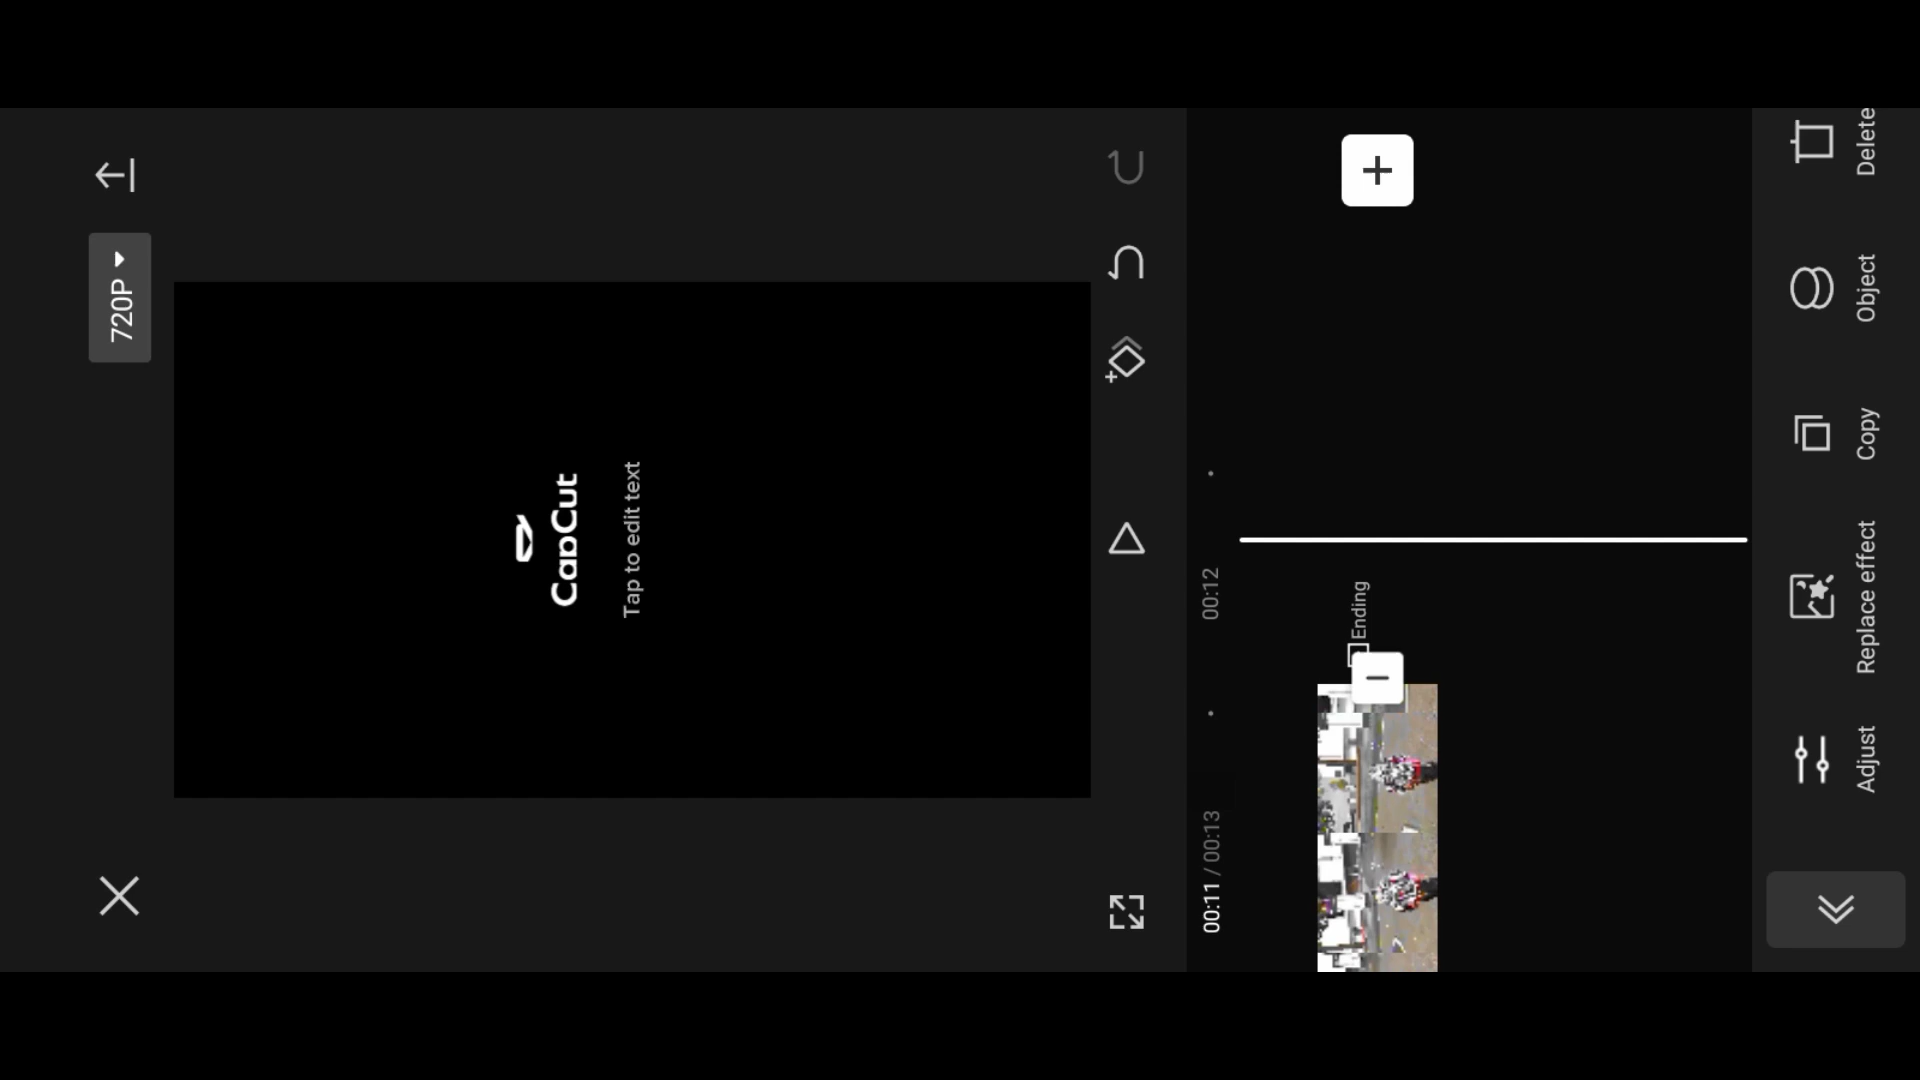 720P
CapCut
Tap to edit text
00:11 / 00:13
00:12
Ending
Adjust
Replace effect
Copy
Object
Delete